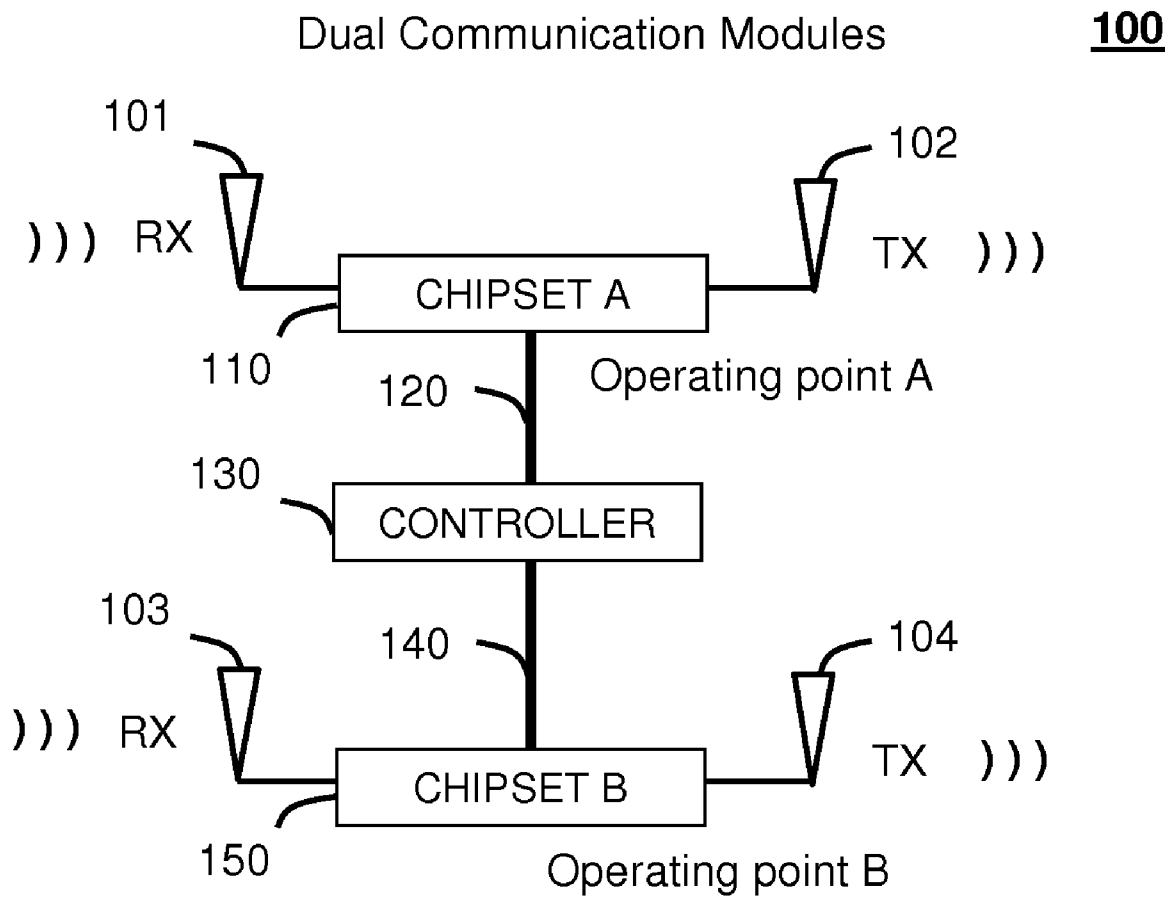 Dual Communication Modules 100
101
102
))) RX
TX )))
CHIPSET A
110
120
Operating point A
130
CONTROLLER
103
140
104
))) RX
TX )))
CHIPSET B
150
Operating point B